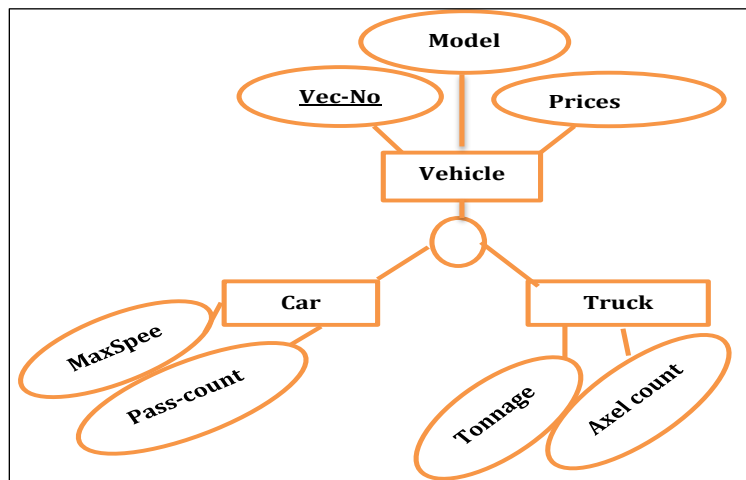 Model
Vec-No
Prices
Vehicle
Car
Truck
MaxSpee
Pass-count
Tonnage
Axel count